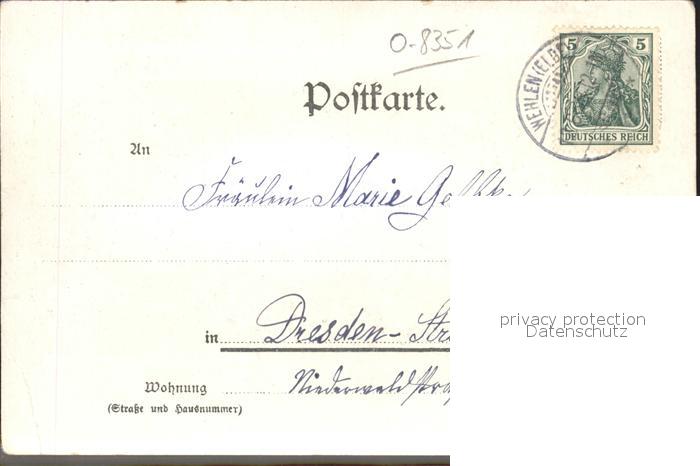 O-8351
WEHLEN (ELBE)
5 5
DEUTSCHES REICH
Postkarte.
An
Fräulein Marie
in Dresden-
Wohnung
(Straße und Hausnummer)
privacy protection
Datenschutz